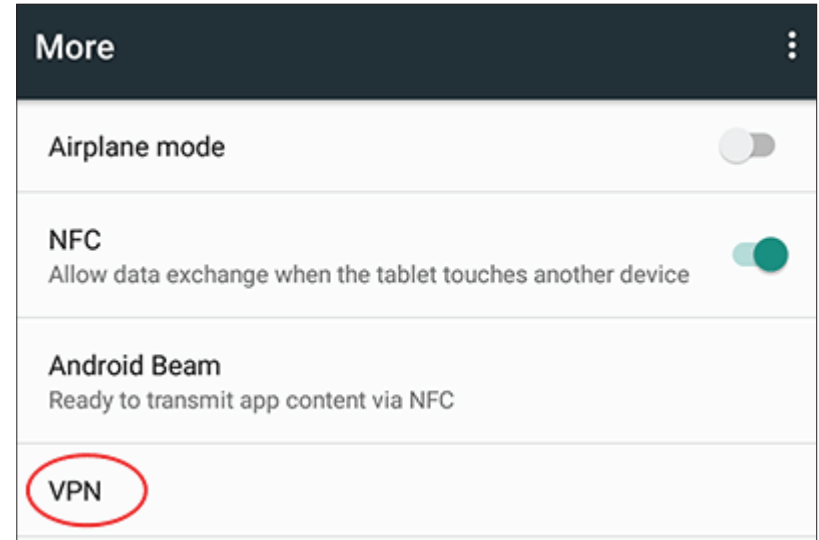 More
Airplane mode
NFC
Allow data exchange when the tablet touches another device
Android Beam
Ready to transmit app content via NFC
VPN